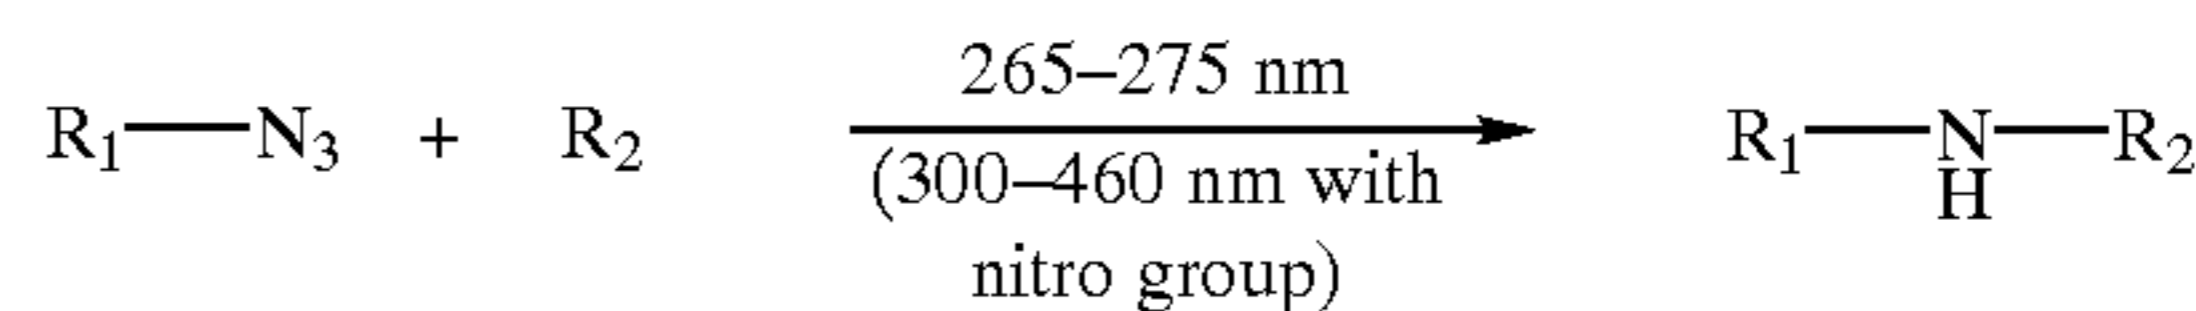 265–275 nm
R₁—N₃ + R₂ R₁—N—R₂
H
(300–460 nm with
nitro group)